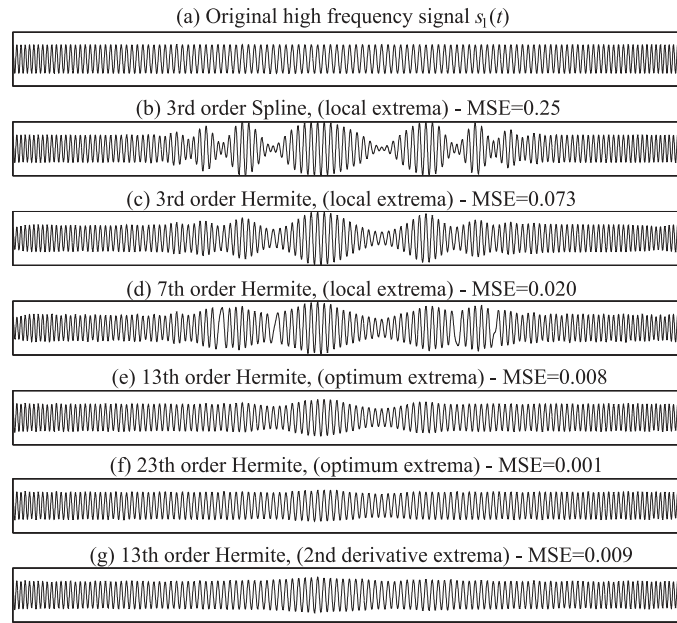 (a) Original high frequency signal s₁(t)
(b) 3rd order Spline, (local extrema) - MSE=0.25
(c) 3rd order Hermite, (local extrema) - MSE=0.073
(d) 7th order Hermite, (local extrema) - MSE=0.020
(e) 13th order Hermite, (optimum extrema) - MSE=0.008
(f) 23th order Hermite, (optimum extrema) - MSE=0.001
(g) 13th order Hermite, (2nd derivative extrema) - MSE=0.009